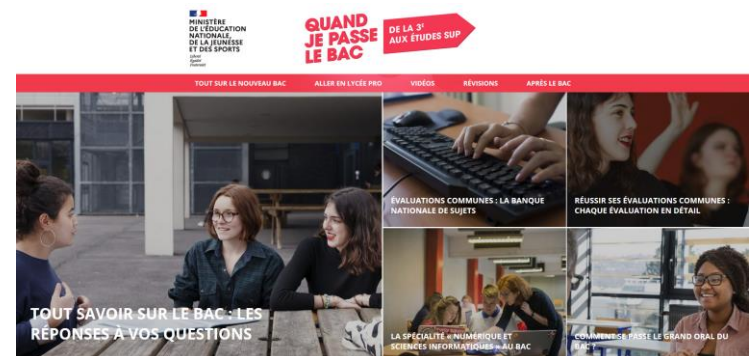 MINISTÈRE
DE L'ÉDUCATION
NATIONALE,
DE LA JEUNESSE
ET DES SPORTS
Liberté
Égalité
Fraternité
QUAND
JE PASSE
LE BAC
DE LA 3ᵉ
AUX ÉTUDES SUP
TOUT SUR LE NOUVEAU BAC
ALLER EN LYCÉE PRO
VIDÉOS
RÉVISIONS
APRÈS LE BAC
TOUT SAVOIR SUR LE BAC : LES
RÉPONSES À VOS QUESTIONS
ÉVALUATIONS COMMUNES : LA BANQUE
NATIONALE DE SUJETS
RÉUSSIR SES ÉVALUATIONS COMMUNES :
CHAQUE ÉVALUATION EN DÉTAIL
LA SPÉCIALITÉ « NUMÉRIQUE ET
SCIENCES INFORMATIQUES » AU BAC
COMMENT SE PASSE LE GRAND ORAL DU
BAC ?